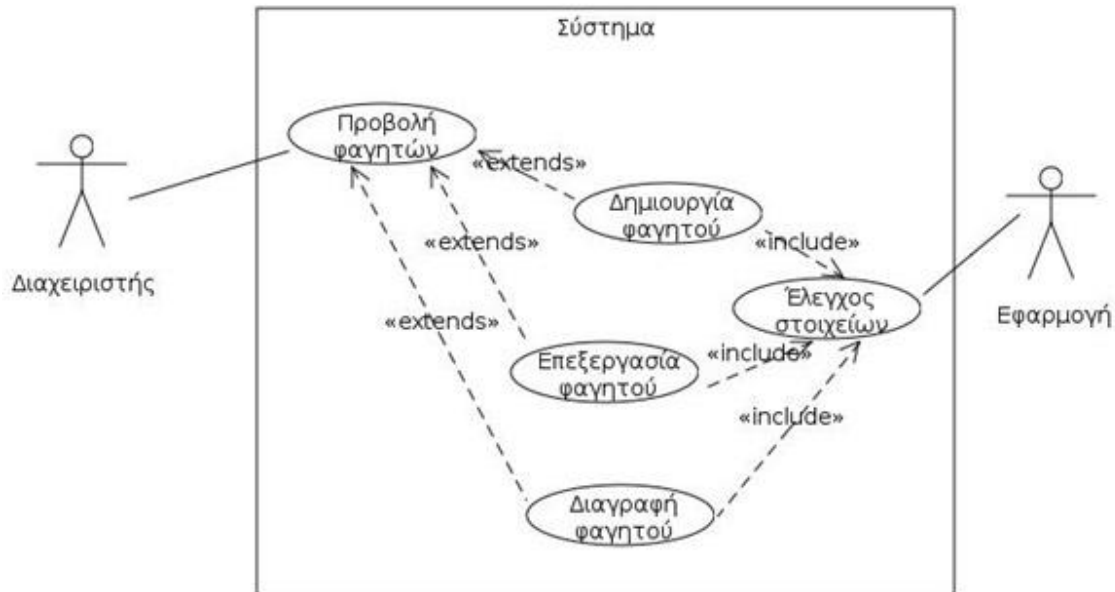 Σύστημα
Προβολή
φαγητών
«extends»
Δημιουργία
φαγητού
«extends»
«include»
Διαχειριστής
Έλεγχος
στοιχείων
Εφαρμογή
«extends»
Επεξεργασία
φαγητού
«include»
«include»
Διαγραφή
φαγητού